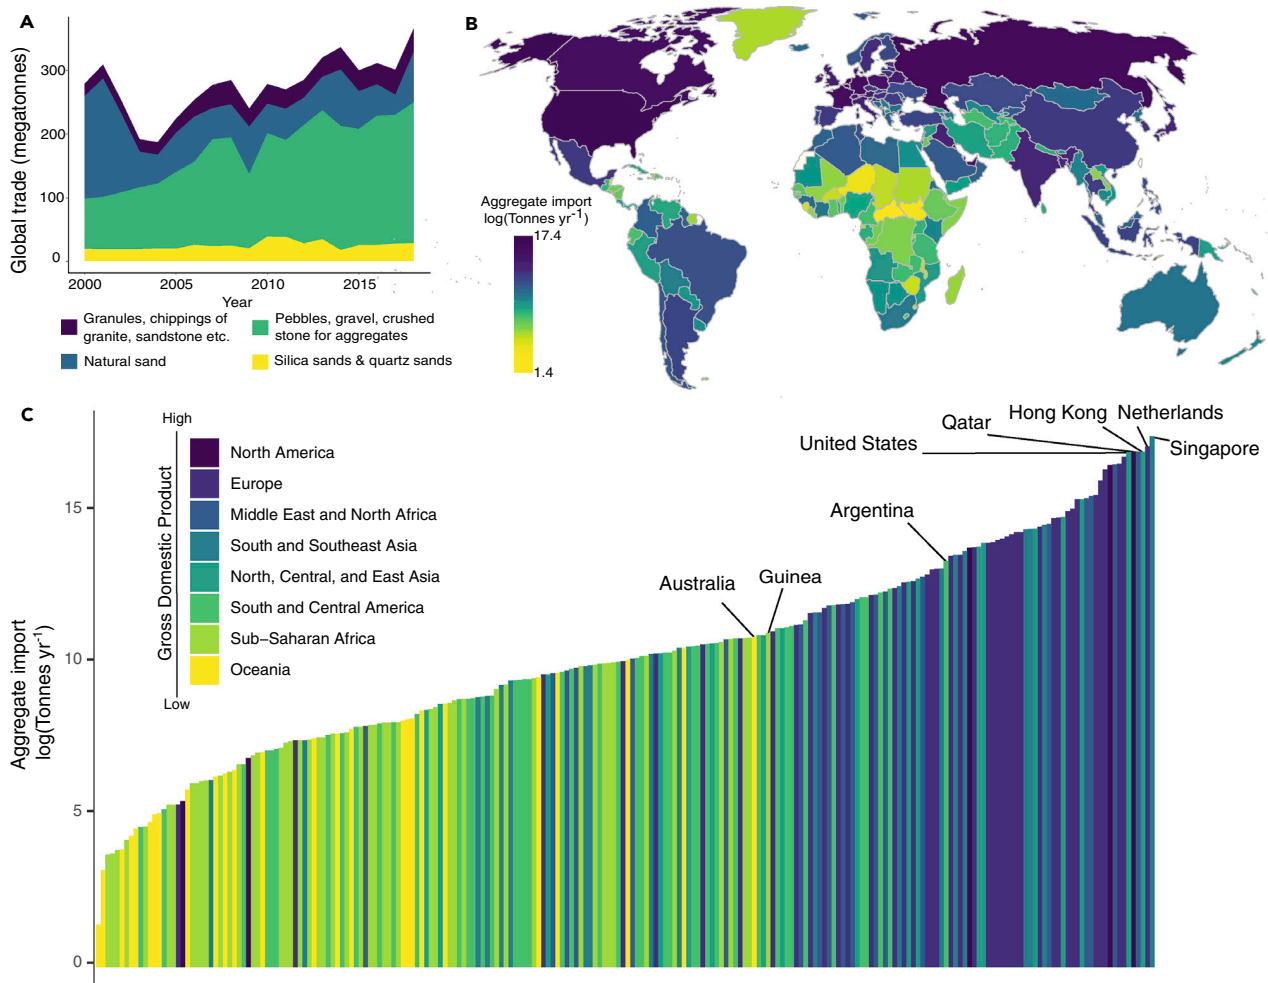 A
Global trade (megatonnes)
300
200
100
0
2000
2005
2010
2015
Year
Granules, chippings of
granite, sandstone etc.
Pebbles, gravel, crushed
stone for aggregates
Natural sand
Silica sands & quartz sands
B
Aggregate import
log(Tonnes yr⁻¹)
17.4
1.4
C
High
Gross Domestic Product
Low
North America
Europe
Middle East and North Africa
South and Southeast Asia
North, Central, and East Asia
South and Central America
Sub−Saharan Africa
Oceania
Aggregate import
log(Tonnes yr⁻¹)
15
10
5
0
Australia
Guinea
Argentina
United States
Qatar
Hong Kong
Netherlands
Singapore